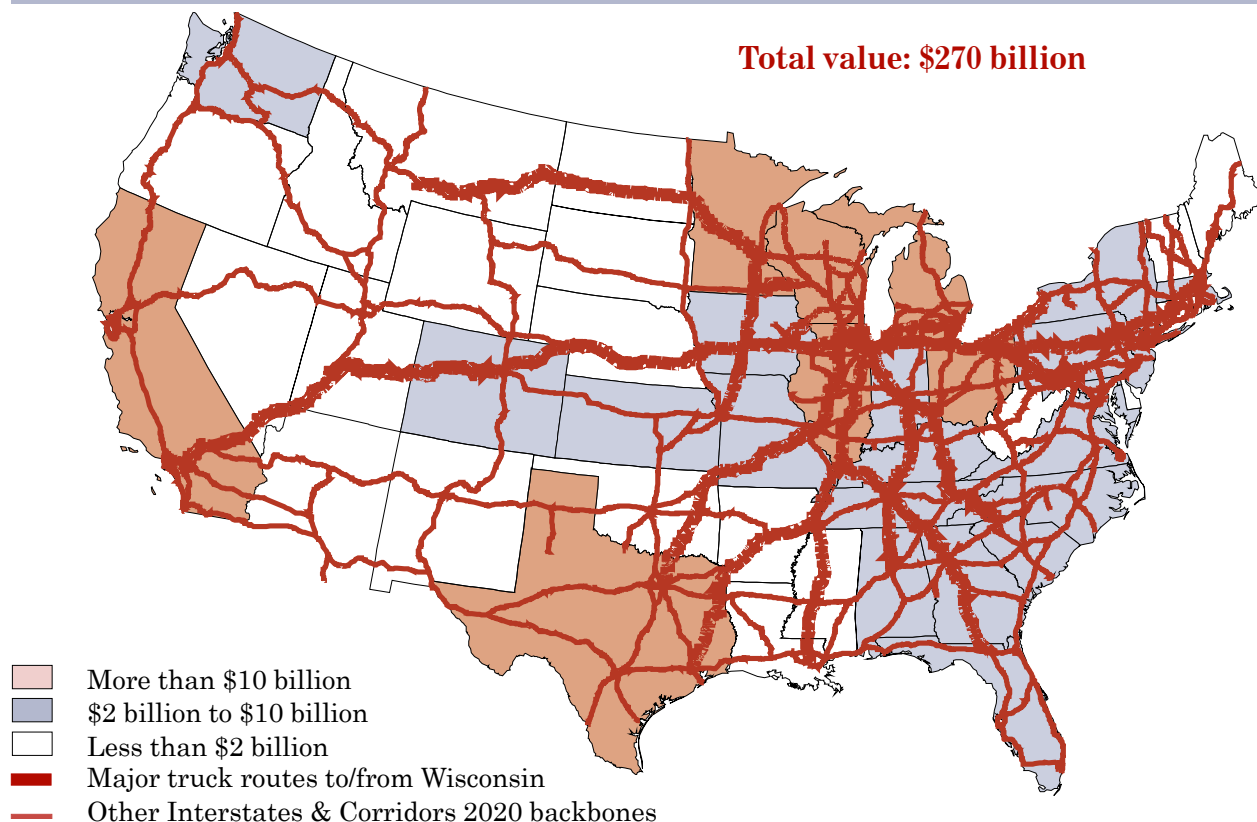 Total value: $270 billion
More than $10 billion
$2 billion to $10 billion
Less than $2 billion
Major truck routes to/from Wisconsin
Other Interstates & Corridors 2020 backbones